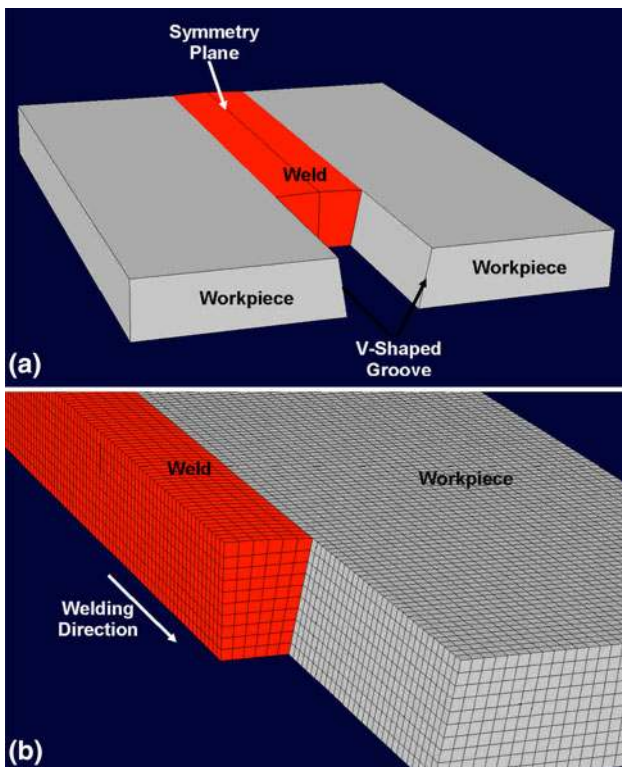 Symmetry
Plane
Weld
Workpiece
Workpiece
V-Shaped
Groove
(a)
Weld
Workpiece
Welding
Direction
(b)